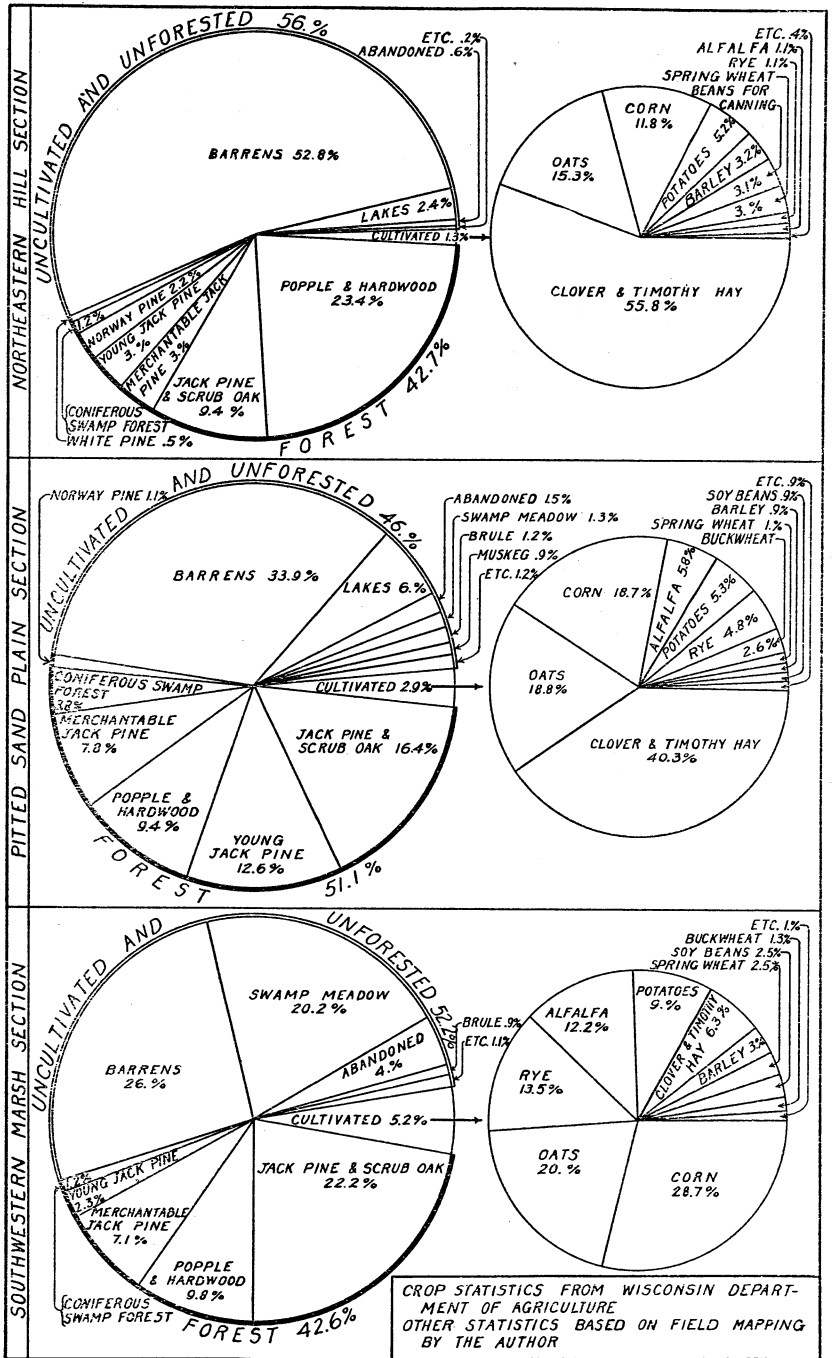 NORTHEASTERN HILL SECTION
UNCULTIVATED AND UNFORESTED 56.%
ETC. .2%
ABANDONED .6%
BARRENS 52.8%
LAKES 2.4%
CULTIVATED 1.3%
POPPLE & HARDWOOD
23.4%
JACK PINE
& SCRUB OAK
9.4 %
MERCHANTABLE JACK
PINE 3.%
YOUNG JACK PINE
3.%
NORWAY PINE 2.2%
1.2%
CONIFEROUS
SWAMP FOREST
WHITE PINE .5%
FOREST 42.7%
ETC. .4%
ALFALFA 1.1%
RYE 1.1%
SPRING WHEAT
BEANS FOR
CANNING
CORN
11.8%
POTATOES 5.2%
BARLEY 3.2%
3.1%
3.%
OATS
15.3%
CLOVER & TIMOTHY HAY
55.8%
PITTED SAND PLAIN SECTION
UNCULTIVATED AND UNFORESTED 46.%
NORWAY PINE 1.1%
BARRENS 33.9%
LAKES 6.%
ABANDONED 1.5%
SWAMP MEADOW 1.3%
BRULE 1.2%
MUSKEG .9%
ETC. 1.2%
CULTIVATED 2.9%
CONIFEROUS SWAMP
FOREST
3.8%
MERCHANTABLE
JACK PINE
7.8%
JACK PINE &
SCRUB OAK 16.4%
POPPLE &
HARDWOOD
9.4%
YOUNG
JACK PINE
12.6%
FOREST 51.1%
ETC. .9%
SOY BEANS .9%
BARLEY .9%
SPRING WHEAT 1.%
BUCKWHEAT
CORN 18.7%
ALFALFA 5.8%
POTATOES 5.3%
RYE 4.8%
2.6%
OATS
18.8%
CLOVER & TIMOTHY HAY
40.3%
SOUTHWESTERN MARSH SECTION
UNCULTIVATED AND UNFORESTED 52.2%
SWAMP MEADOW
20.2%
BARRENS
26.%
ABANDONED
4.%
BRULE .9%
ETC. 1.1%
CULTIVATED 5.2%
1.2%
YOUNG JACK PINE
2.3%
MERCHANTABLE
JACK PINE
7.1%
JACK PINE & SCRUB OAK
22.2%
POPPLE
& HARDWOOD
9.8%
CONIFEROUS
SWAMP FOREST
FOREST 42.6%
ETC. 1.%
BUCKWHEAT 1.3%
SOY BEANS 2.5%
SPRING WHEAT 2.5%
POTATOES
9.%
ALFALFA
12.2%
CLOVER & TIMOTHY
HAY 6.3%
BARLEY 3%
RYE
13.5%
OATS
20.%
CORN
28.7%
CROP STATISTICS FROM WISCONSIN DEPART-
MENT OF AGRICULTURE
OTHER STATISTICS BASED ON FIELD MAPPING
BY THE AUTHOR